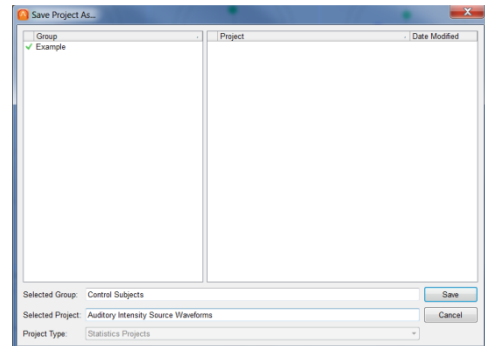 Save Project As...
Group Project Date Modified
Example
Selected Group: Control Subjects Save
Selected Project: Auditory Intensity Source Waveforms Cancel
Project Type: Statistics Projects